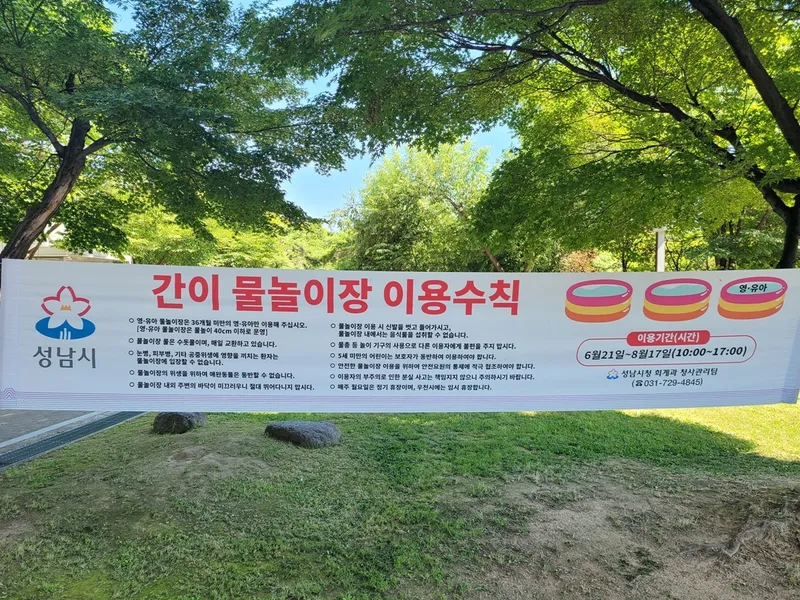 간이 물놀이장 이용수칙
성남시
○ 영·유아 물놀이장은 36개월 미만의 영·유아만 이용해 주십시오.
[영·유아 물놀이장은 물높이 40cm 이하로 운영]
○ 물놀이장 물은 수돗물이며, 매일 교환하고 있습니다.
○ 눈병, 피부병, 기타 공중위생에 영향을 끼치는 환자는
물놀이장에 입장할 수 없습니다.
○ 물놀이장의 위생을 위하여 애완동물은 동반할 수 없습니다.
○ 물놀이장 내외 주변의 바닥이 미끄러우니 절대 뛰어다니지 맙시다.
○ 물놀이장 이용 시 신발을 벗고 들어가시고,
물놀이장 내에서는 음식물을 섭취할 수 없습니다.
○ 물총 등 놀이 기구의 사용으로 다른 이용자에게 불편을 주지 맙시다.
○ 5세 미만의 어린이는 보호자가 동반하여 이용하여야 합니다.
○ 안전한 물놀이장 이용을 위하여 안전요원의 통제에 적극 협조하여야 합니다.
○ 이용자의 부주의로 인한 분실 사고는 책임지지 않으니 주의하시기 바랍니다.
○ 매주 월요일은 정기 휴장이며, 우천시에는 임시 휴장합니다.
영·유아
이용기간(시간)
6월21일~8월17일(10:00~17:00)
성남시청 회계과 청사관리팀
(☎031-729-4845)